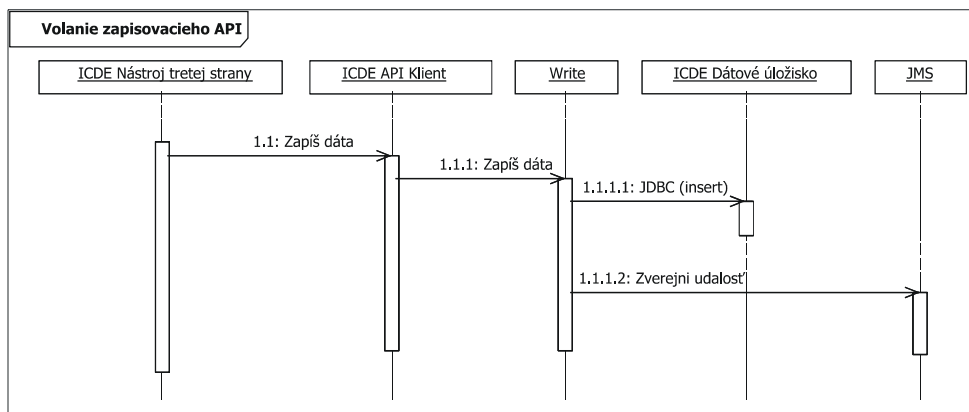 Volanie zapisovacieho API
ICDE Nástroj tretej strany
ICDE API Klient
Write
ICDE Dátové úložisko
JMS
1.1: Zapíš dáta
1.1.1: Zapíš dáta
1.1.1.1: JDBC (insert)
1.1.1.2: Zverejni udalosť